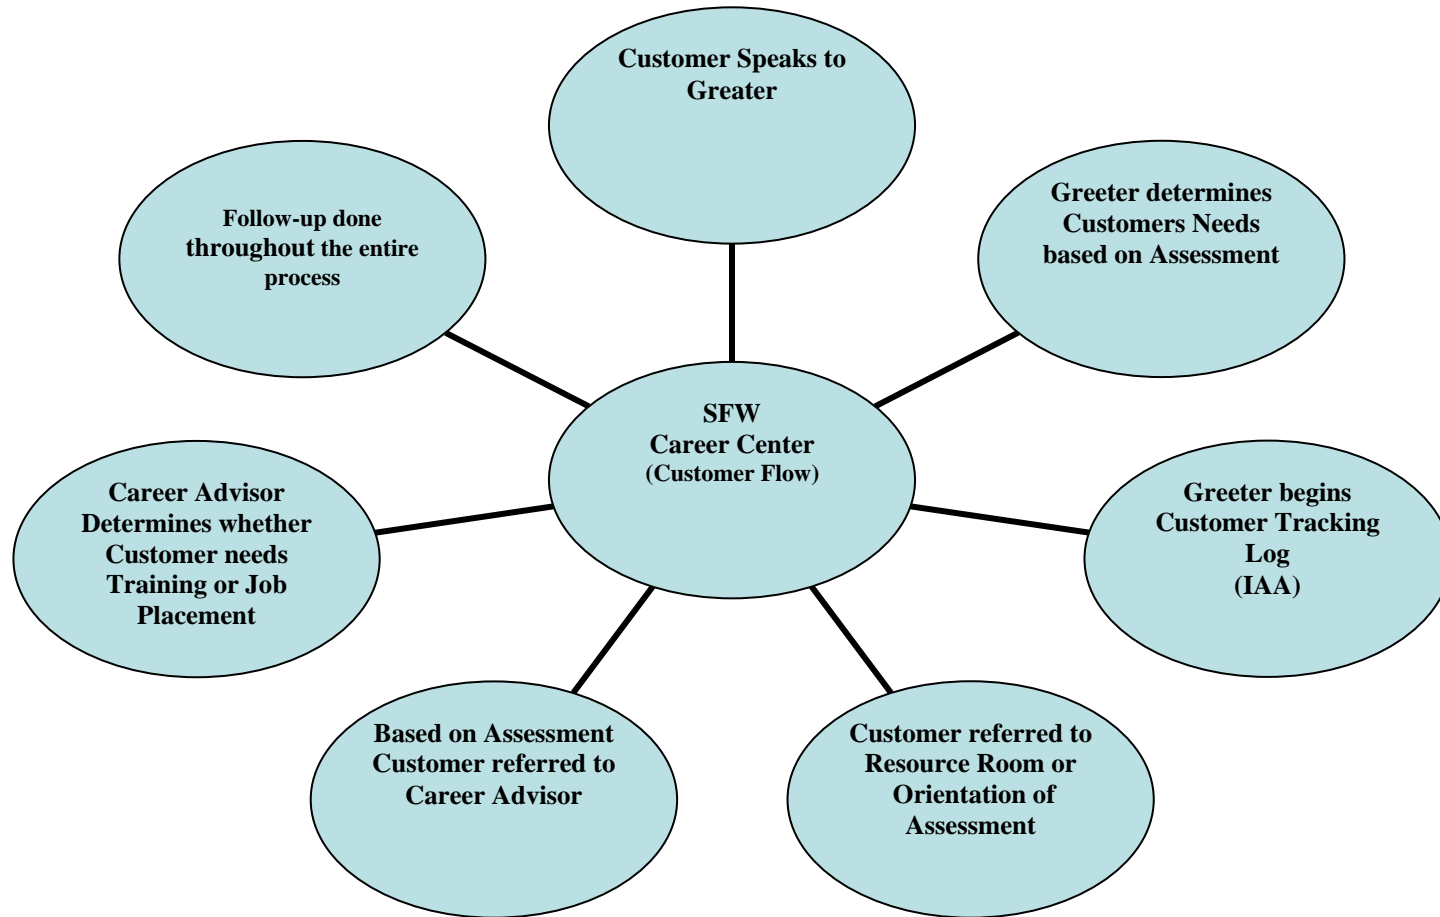 Customer Speaks to
Greater
Greeter determines
Customers Needs
based on Assessment
Greeter begins
Customer Tracking
Log
(IAA)
Customer referred to
Resource Room or
Orientation of
Assessment
Based on Assessment
Customer referred to
Career Advisor
Career Advisor
Determines whether
Customer needs
Training or Job
Placement
Follow-up done
throughout the entire
process
SFW
Career Center
(Customer Flow)